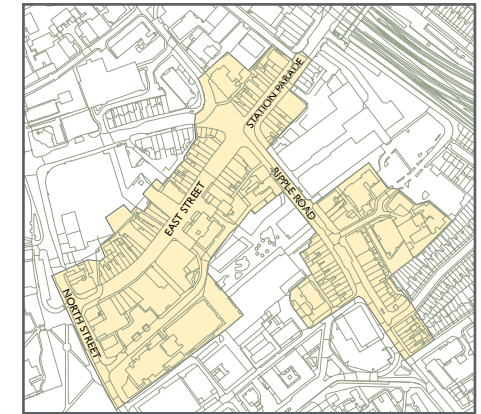 STATION PARADE
RIPPLE ROAD
EAST STREET
NORTH STREET